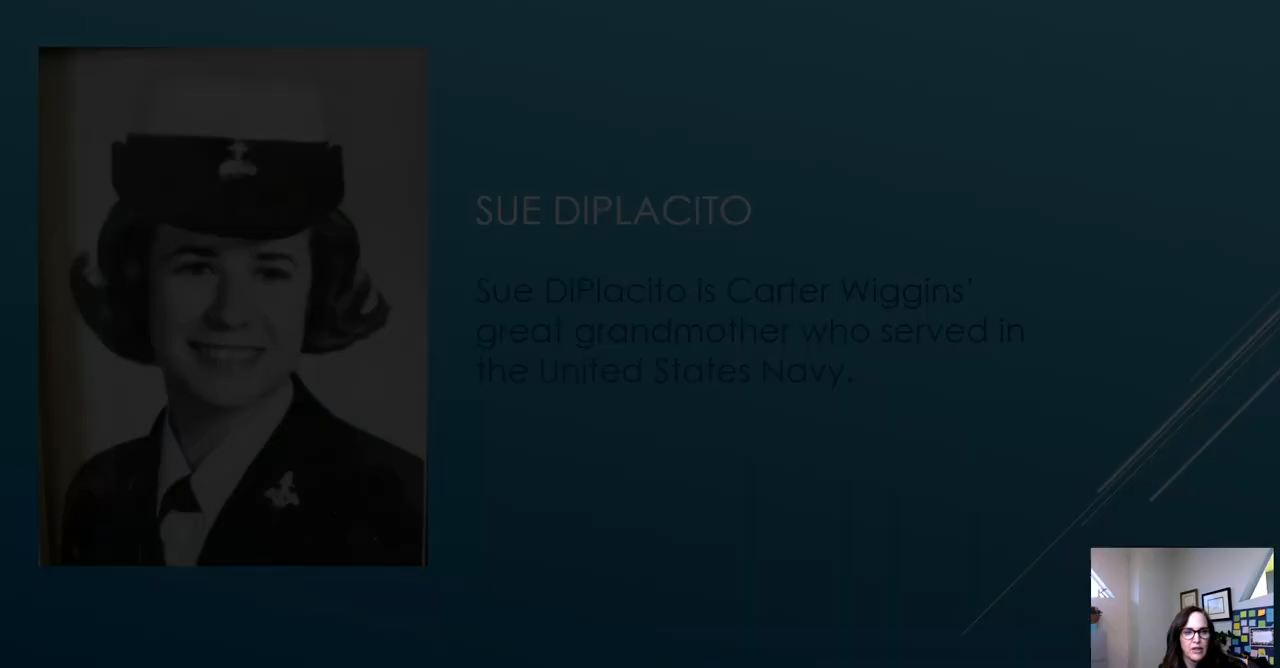 SUE DIPLACITO
Sue DiPlacito is Carter Wiggins'
great grandmother who served in
the United States Navy.